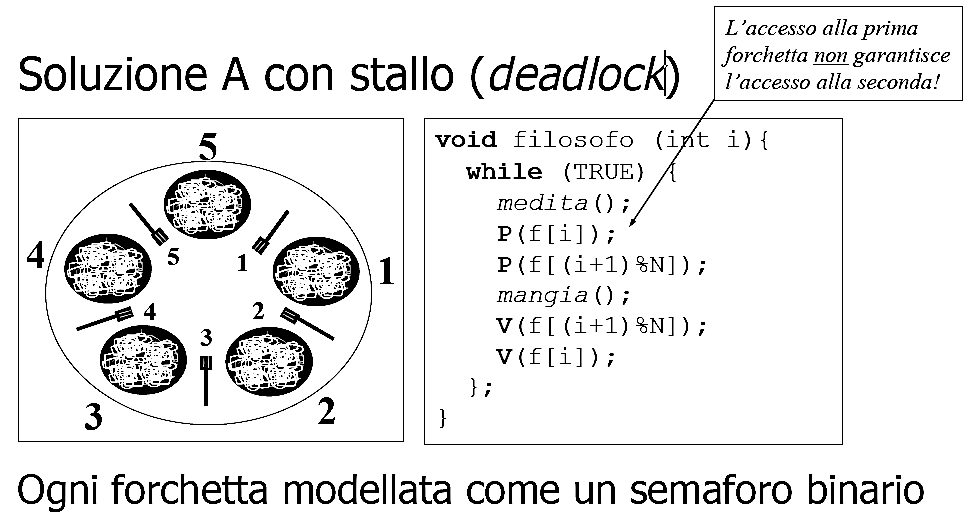 L'accesso alla prima
forchetta non garantisce
l'accesso alla seconda!
Soluzione A con stallo (deadlock)
5
4
5
1
1
4
2
3
3
2
void filosofo (int i){
while (TRUE) {
medita();
P(f[i]);
P(f[(i+1)%N]);
mangia();
V(f[(i+1)%N]);
V(f[i]);
};
}
Ogni forchetta modellata come un semaforo binario